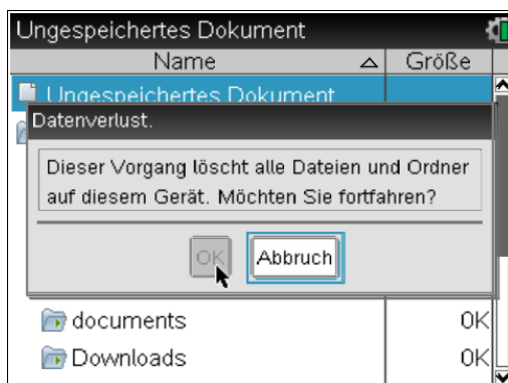 Ungespeichertes Dokument
Name Größe
Ungespeichertes Dokument
Datenverlust.
Dieser Vorgang löscht alle Dateien und Ordner
auf diesem Gerät. Möchten Sie fortfahren?
OK Abbruch
documents 0K
Downloads 0K